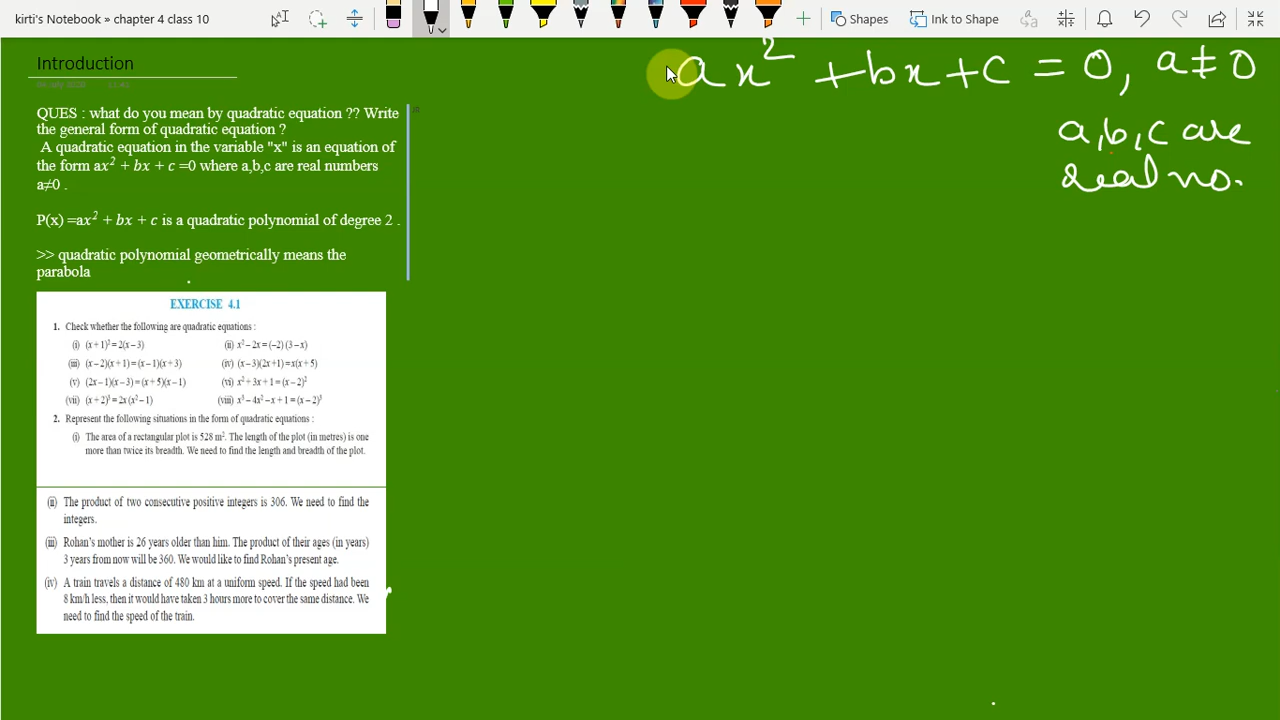 kirti's Notebook » chapter 4 class 10
Shapes
Ink to Shape
Introduction
QUES : what do you mean by quadratic equation ?? Write
the general form of quadratic equation ?
A quadratic equation in the variable "x" is an equation of
the form ax² + bx + c =0 where a,b,c are real numbers
a≠0 .
P(x) =ax² + bx + c is a quadratic polynomial of degree 2 .
>> quadratic polynomial geometrically means the
parabola
ax² +bx+c = 0, a≠0
a,b,c are
real no.
EXERCISE 4.1
1. Check whether the following are quadratic equations :
(i) (x + 1)² = 2(x – 3) (ii) x² – 2x = (–2) (3 – x)
(iii) (x – 2)(x + 1) = (x – 1)(x + 3) (iv) (x – 3)(2x +1) = x(x + 5)
(v) (2x – 1)(x – 3) = (x + 5)(x – 1) (vi) x² + 3x + 1 = (x – 2)²
(vii) (x + 2)³ = 2x (x² – 1) (viii) x³ – 4x² – x + 1 = (x – 2)³
2. Represent the following situations in the form of quadratic equations :
(i) The area of a rectangular plot is 528 m². The length of the plot (in metres) is one
more than twice its breadth. We need to find the length and breadth of the plot.
(ii) The product of two consecutive positive integers is 306. We need to find the
integers.
(iii) Rohan's mother is 26 years older than him. The product of their ages (in years)
3 years from now will be 360. We would like to find Rohan's present age.
(iv) A train travels a distance of 480 km at a uniform speed. If the speed had been
8 km/h less, then it would have taken 3 hours more to cover the same distance. We
need to find the speed of the train.